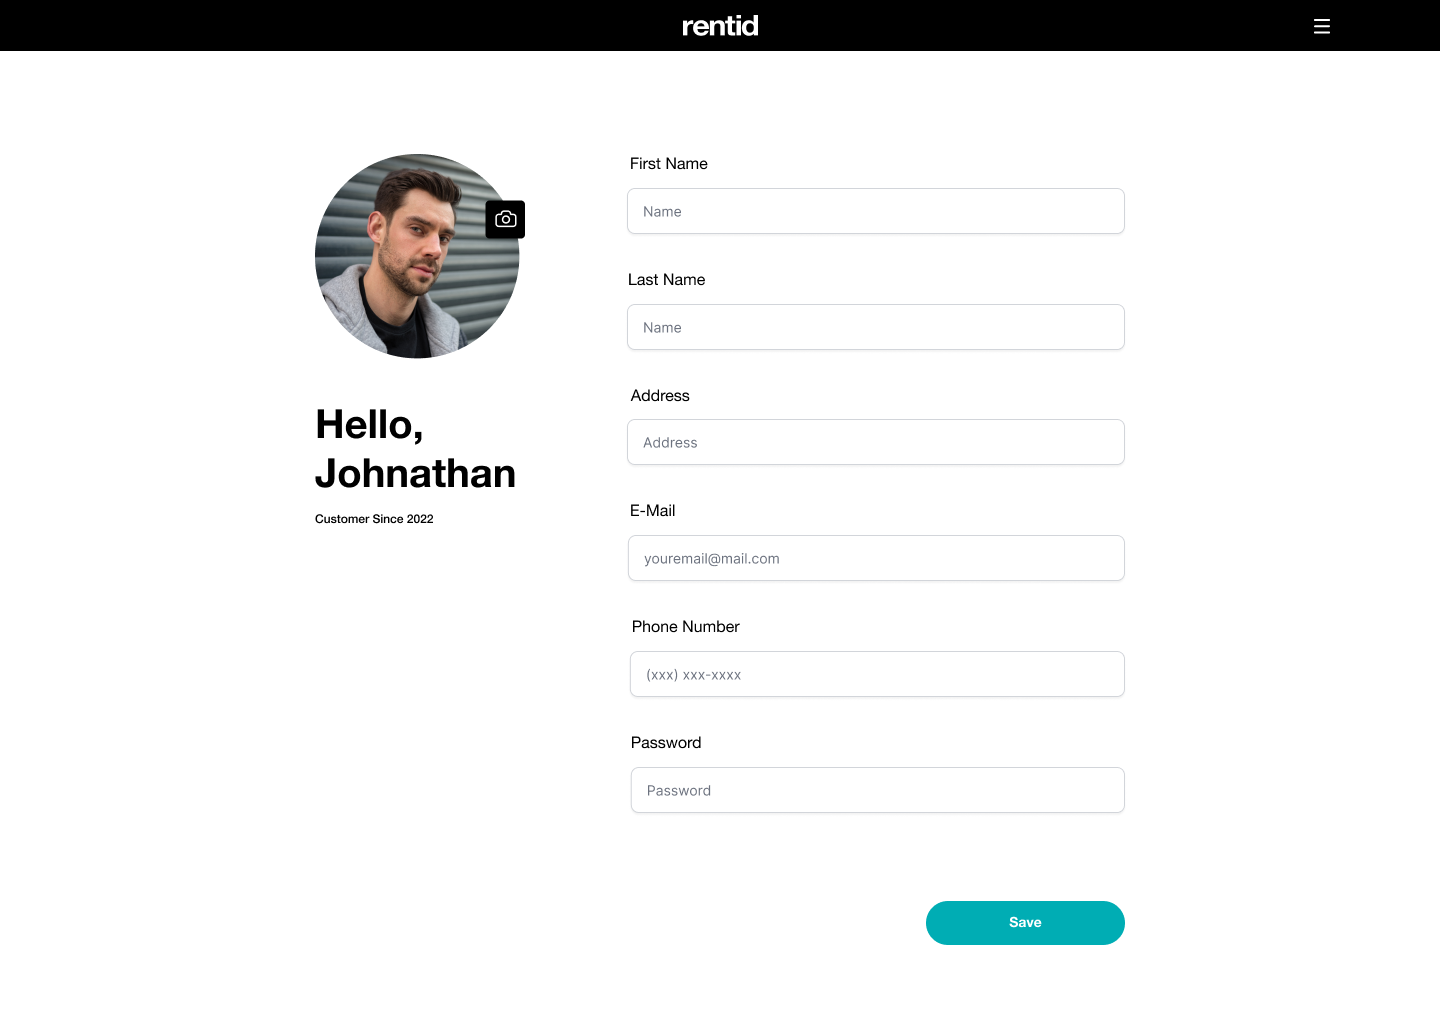 rentid
First Name
Name
Last Name
Name
Address
Address
E-Mail
youremail@mail.com
Phone Number
(xxx) xxx-xxxx
Password
Password
Save
Hello,
Johnathan
Customer Since 2022